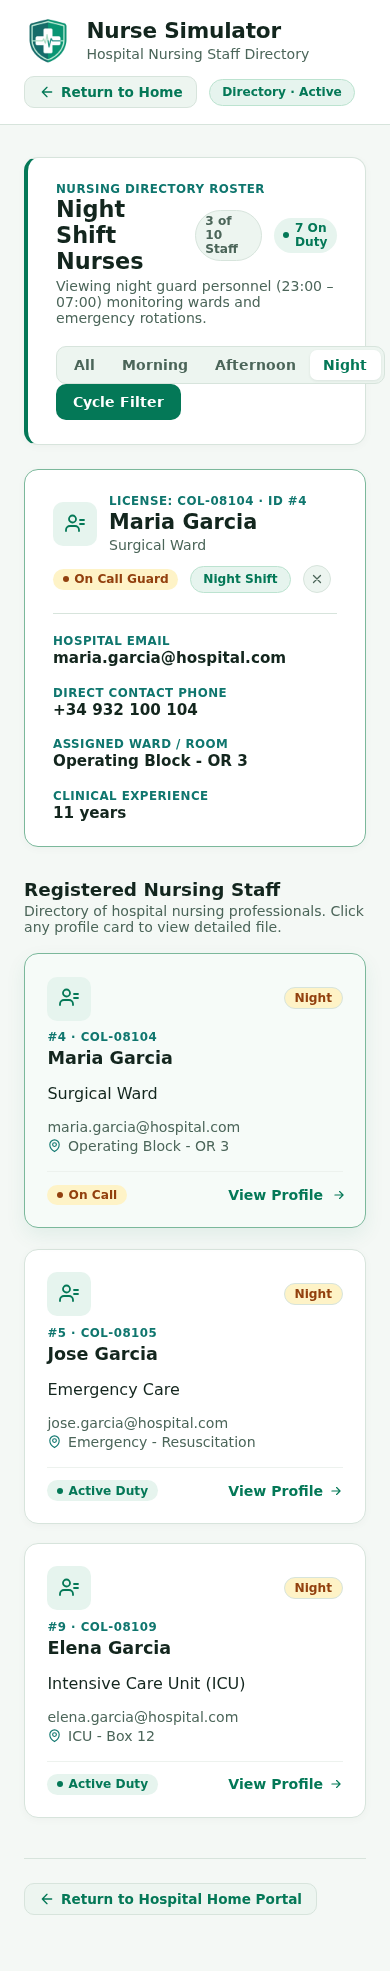 Nurse Simulator
Hospital Nursing Staff Directory
Return to Home
Directory · Active
NURSING DIRECTORY ROSTER
Night
Shift
Nurses
3 of
10
Staff
7 On
Duty
Viewing night guard personnel (23:00 –
07:00) monitoring wards and
emergency rotations.
All Morning Afternoon Night
Cycle Filter
LICENSE: COL-08104 · ID #4
Maria Garcia
Surgical Ward
On Call Guard
Night Shift
HOSPITAL EMAIL
maria.garcia@hospital.com
DIRECT CONTACT PHONE
+34 932 100 104
ASSIGNED WARD / ROOM
Operating Block - OR 3
CLINICAL EXPERIENCE
11 years
Registered Nursing Staff
Directory of hospital nursing professionals. Click
any profile card to view detailed file.
Night
#4 · COL-08104
Maria Garcia
Surgical Ward
maria.garcia@hospital.com
Operating Block - OR 3
On Call
View Profile →
Night
#5 · COL-08105
Jose Garcia
Emergency Care
jose.garcia@hospital.com
Emergency - Resuscitation
Active Duty
View Profile →
Night
#9 · COL-08109
Elena Garcia
Intensive Care Unit (ICU)
elena.garcia@hospital.com
ICU - Box 12
Active Duty
View Profile →
Return to Hospital Home Portal